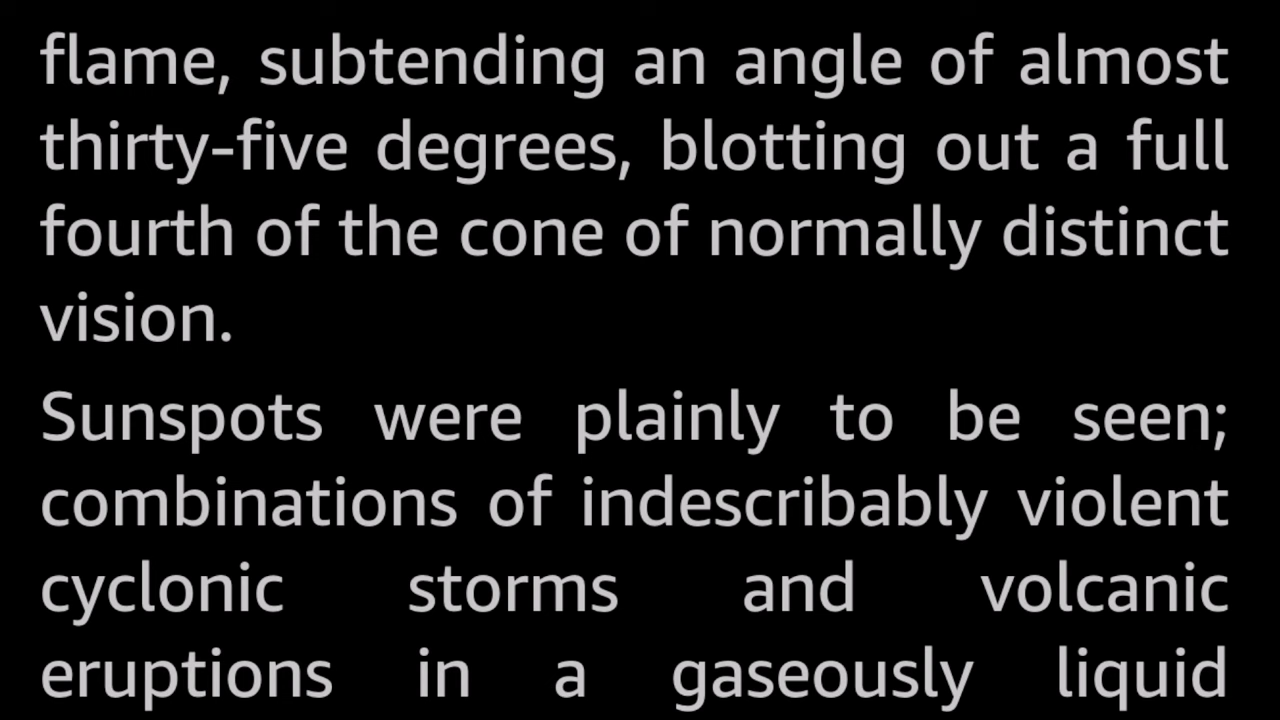 flame, subtending an angle of almost
thirty-five degrees, blotting out a full
fourth of the cone of normally distinct
vision.
Sunspots were plainly to be seen;
combinations of indescribably violent
cyclonic storms and volcanic
eruptions in a gaseously liquid